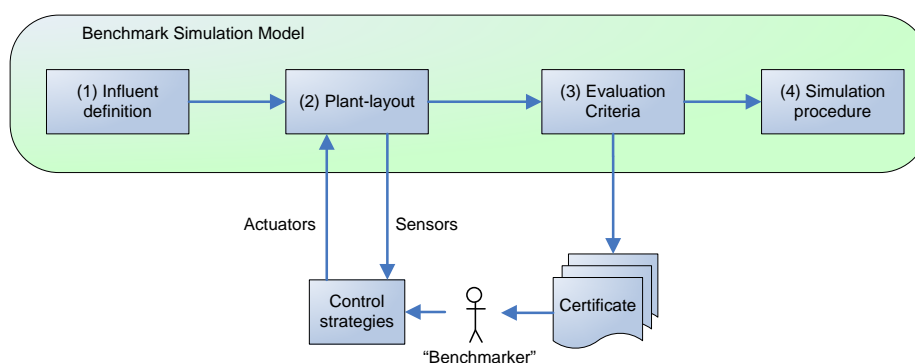 Benchmark Simulation Model
(1) Influent
definition
(2) Plant-layout
(3) Evaluation
Criteria
(4) Simulation
procedure
Actuators
Sensors
Control
strategies
Certificate
“Benchmarker”